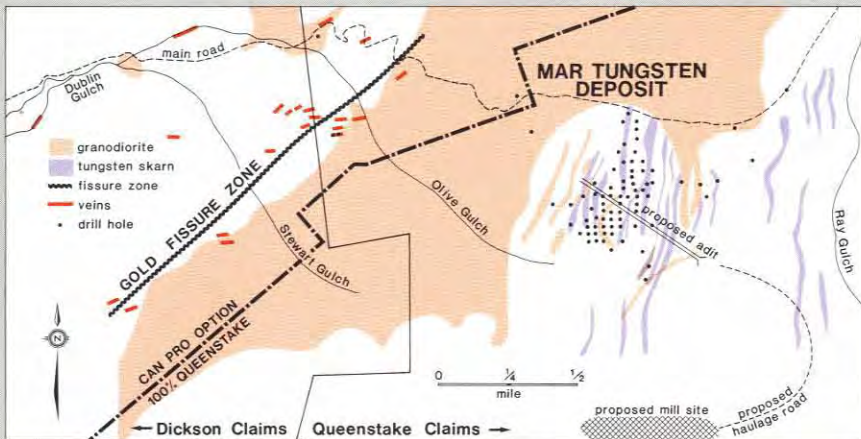 main road
Dublin
Gulch
MAR TUNGSTEN
DEPOSIT
granodiorite
tungsten skarn
fissure zone
veins
drill hole
GOLD FISSURE ZONE
Stewart Gulch
Olive Gulch
proposed adit
Ray Gulch
N
CAN PRO OPTION
100% QUEENSTAKE
0 1/4 1/2
mile
proposed mill site
proposed
haulage road
← Dickson Claims Queenstake Claims →